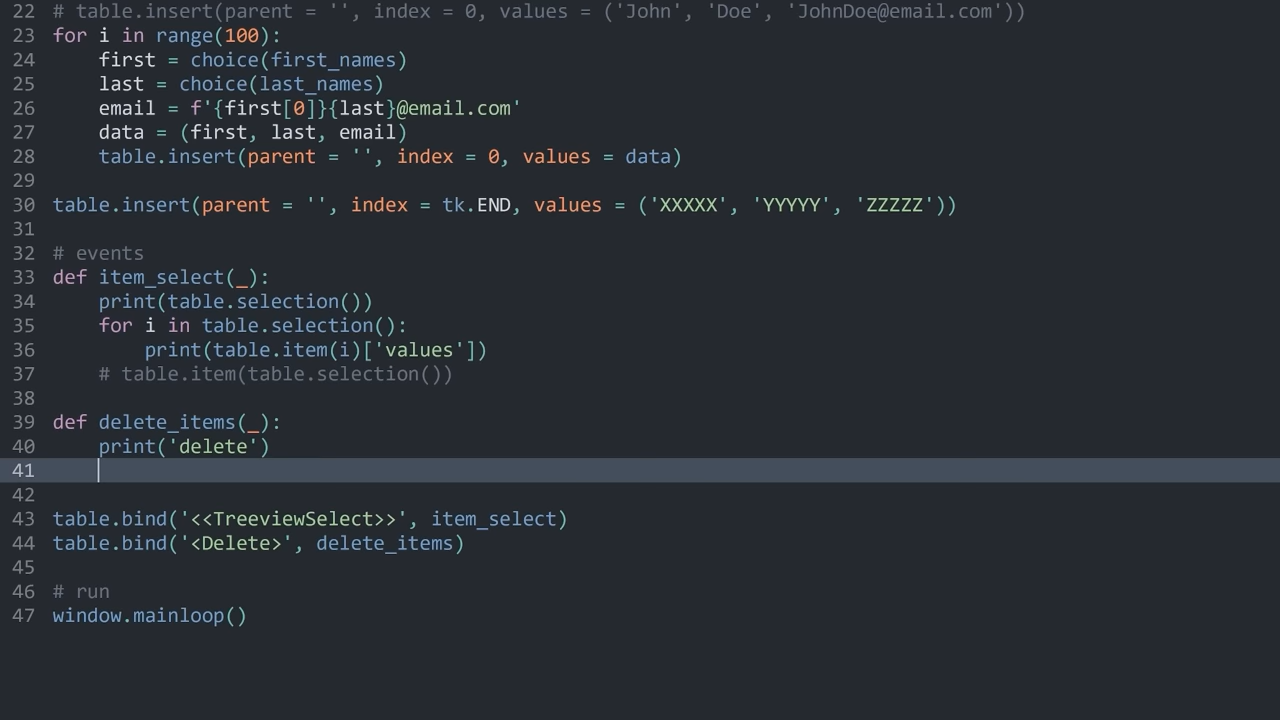 22 # table.insert(parent = '', index = 0, values = ('John', 'Doe', 'JohnDoe@email.com'))
23 for i in range(100):
24     first = choice(first_names)
25     last = choice(last_names)
26     email = f'{first[0]}{last}@email.com'
27     data = (first, last, email)
28     table.insert(parent = '', index = 0, values = data)
29
30 table.insert(parent = '', index = tk.END, values = ('XXXXX', 'YYYYY', 'ZZZZZ'))
31
32 # events
33 def item_select(_):
34     print(table.selection())
35     for i in table.selection():
36         print(table.item(i)['values'])
37     # table.item(table.selection())
38
39 def delete_items(_):
40     print('delete')
41
42
43 table.bind('<<TreeviewSelect>>', item_select)
44 table.bind('<Delete>', delete_items)
45
46 # run
47 window.mainloop()